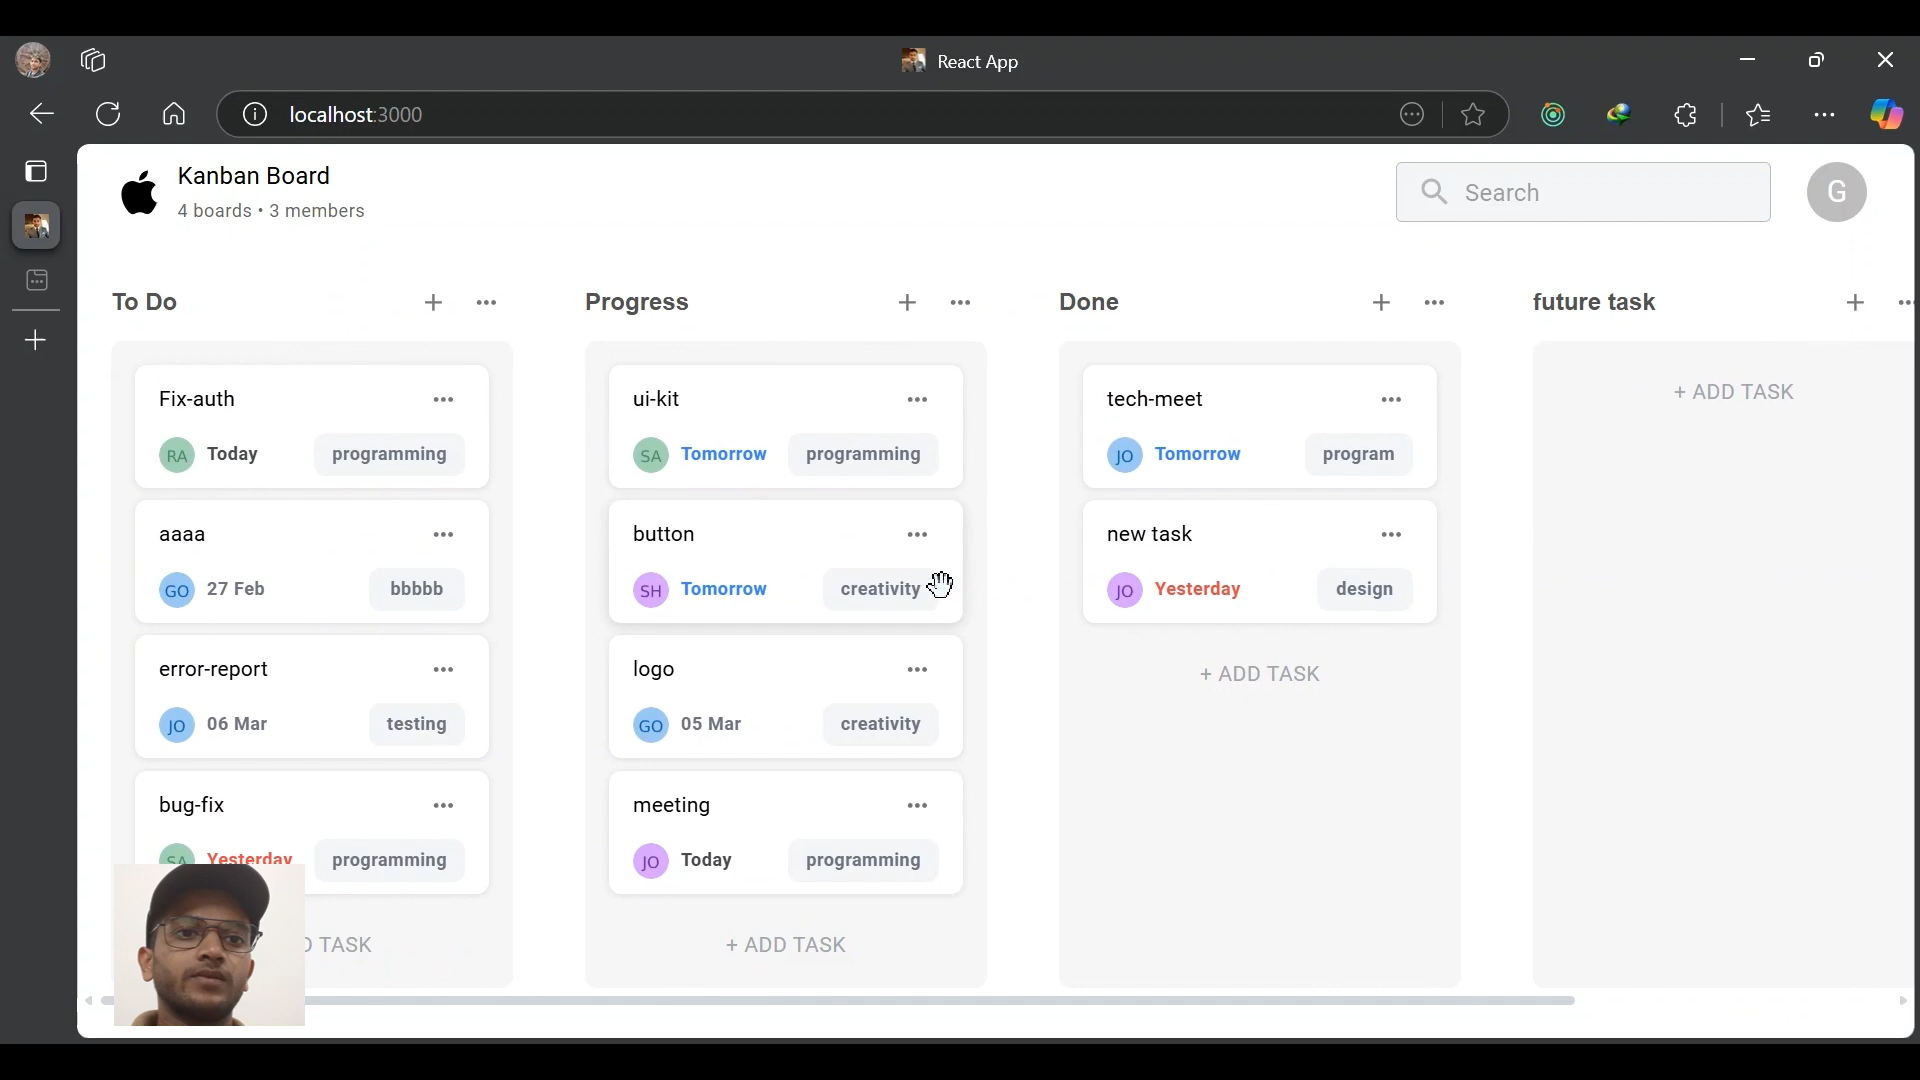 React App
localhost:3000
Kanban Board
4 boards • 3 members
Search
G
To Do
Fix-auth
RA Today programming
aaaa
GO 27 Feb bbbbb
error-report
JO 06 Mar testing
bug-fix
SA Yesterday programming
TASK
Progress
ui-kit
SA Tomorrow programming
button
SH Tomorrow creativity
logo
GO 05 Mar creativity
meeting
JO Today programming
+ ADD TASK
Done
tech-meet
JO Tomorrow program
new task
JO Yesterday design
+ ADD TASK
future task
+ ADD TASK